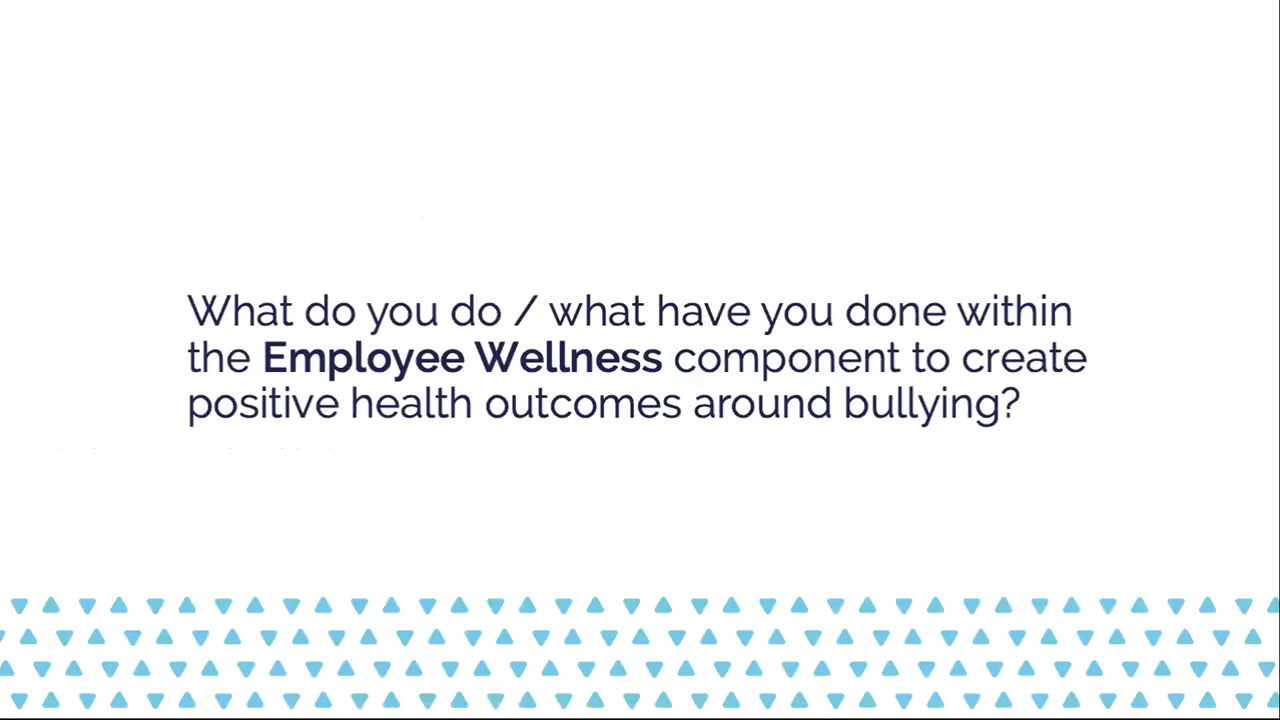 What do you do / what have you done within
the Employee Wellness component to create
positive health outcomes around bullying?